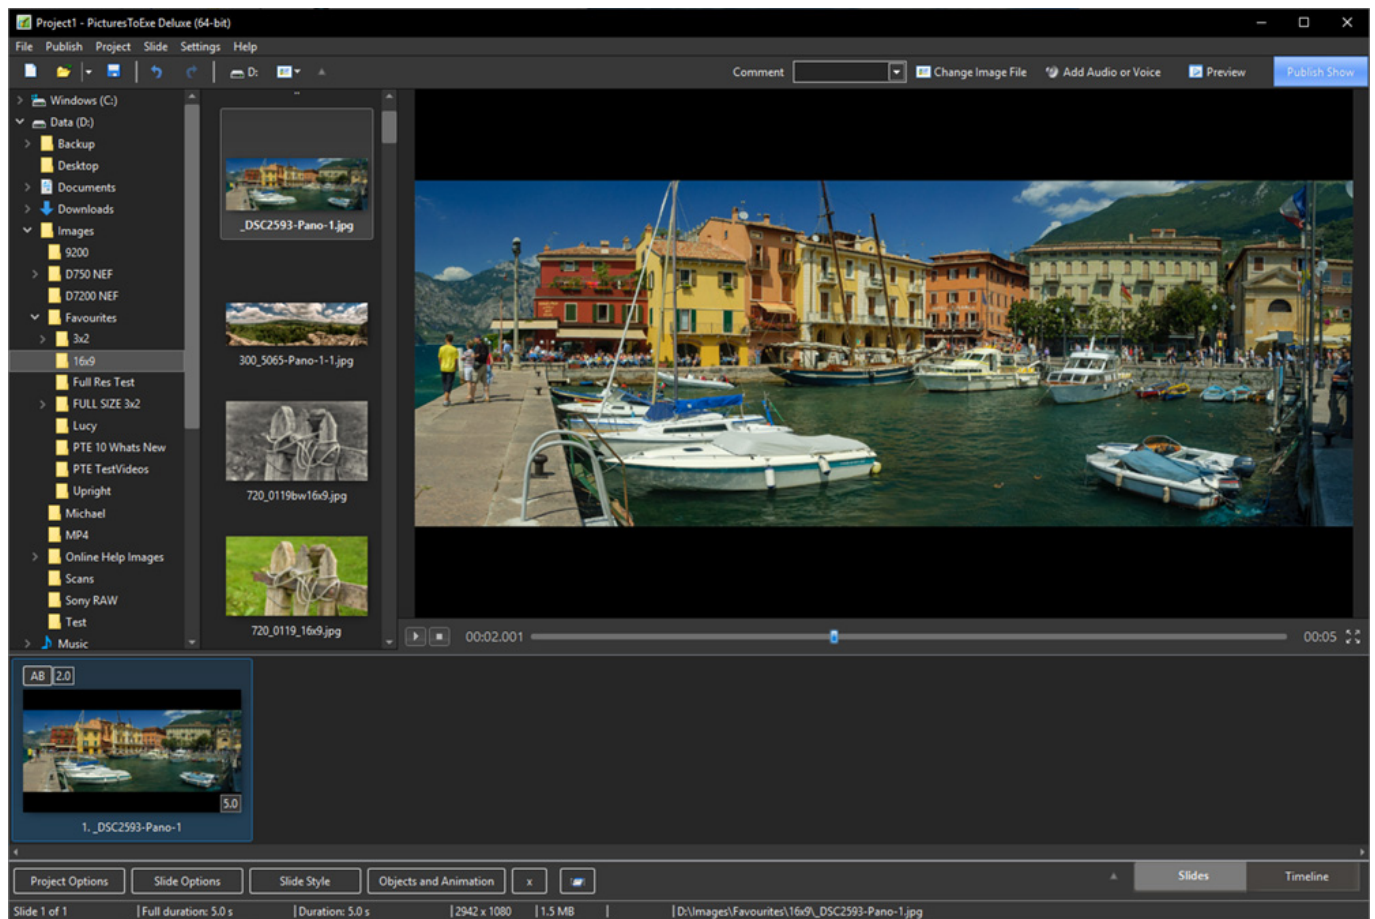 Project1 - PicturesToExe Deluxe (64-bit)
File Publish Project Slide Settings Help
D: Comment Change Image File Add Audio or Voice Preview Publish Show
Windows (C:)
Data (D:)
Backup
Desktop
Documents
Downloads
Images
9200
D750 NEF
D7200 NEF
Favourites
3x2
16x9
Full Res Test
FULL SIZE 3x2
Lucy
PTE 10 Whats New
PTE TestVideos
Upright
Michael
MP4
Online Help Images
Scans
Sony RAW
Test
Music
..
_DSC2593-Pano-1.jpg
300_5065-Pano-1-1.jpg
720_0119bw16x9.jpg
720_0119_16x9.jpg
00:02.001 00:05
AB 2.0
5.0
1. _DSC2593-Pano-1
Project Options Slide Options Slide Style Objects and Animation x Slides Timeline
Slide 1 of 1 | Full duration: 5.0 s | Duration: 5.0 s | 2942 x 1080 | 1.5 MB | | D:\Images\Favourites\16x9\_DSC2593-Pano-1.jpg